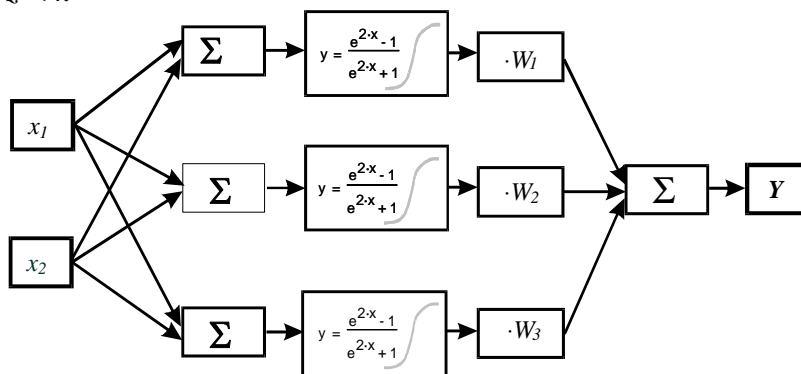 Σ
y = (e^2·x - 1)/(e^2·x + 1)
·W1
x1
Σ
y = (e^2·x - 1)/(e^2·x + 1)
·W2
Σ
Y
x2
Σ
y = (e^2·x - 1)/(e^2·x + 1)
·W3